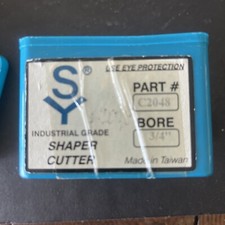 USE EYE PROTECTION
SY®
PART #
C2048
BORE
3/4"
INDUSTRIAL GRADE
SHAPER
CUTTER
Made in Taiwan